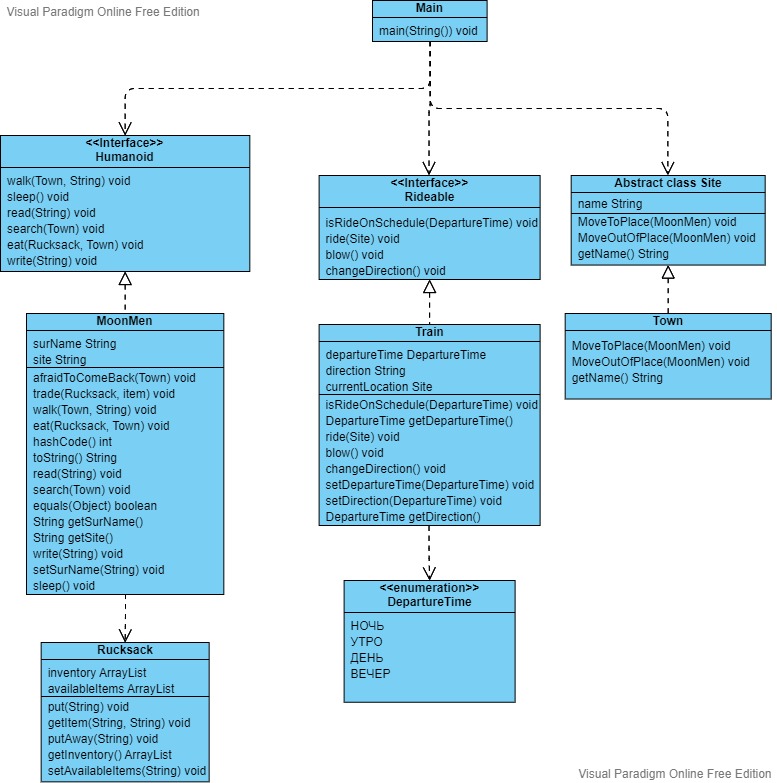 Visual Paradigm Online Free Edition
Main
main(String()) void
<<Interface>>
Humanoid
walk(Town, String) void
sleep() void
read(String) void
search(Town) void
eat(Rucksack, Town) void
write(String) void
<<Interface>>
Rideable
isRideOnSchedule(DepartureTime) void
ride(Site) void
blow() void
changeDirection() void
Abstract class Site
name String
MoveToPlace(MoonMen) void
MoveOutOfPlace(MoonMen) void
getName() String
MoonMen
surName String
site String
afraidToComeBack(Town) void
trade(Rucksack, item) void
walk(Town, String) void
eat(Rucksack, Town) void
hashCode() int
toString() String
read(String) void
search(Town) void
equals(Object) boolean
String getSurName()
String getSite()
write(String) void
setSurName(String) void
sleep() void
Train
departureTime DepartureTime
direction String
currentLocation Site
isRideOnSchedule(DepartureTime) void
DepartureTime getDepartureTime()
ride(Site) void
blow() void
changeDirection() void
setDepartureTime(DepartureTime) void
setDirection(DepartureTime) void
DepartureTime getDirection()
Town
MoveToPlace(MoonMen) void
MoveOutOfPlace(MoonMen) void
getName() String
<<enumeration>>
DepartureTime
НОЧЬ
УТРО
ДЕНЬ
ВЕЧЕР
Rucksack
inventory ArrayList
availableItems ArrayList
put(String) void
getItem(String, String) void
putAway(String) void
getInventory() ArrayList
setAvailableItems(String) void
Visual Paradigm Online Free Edition